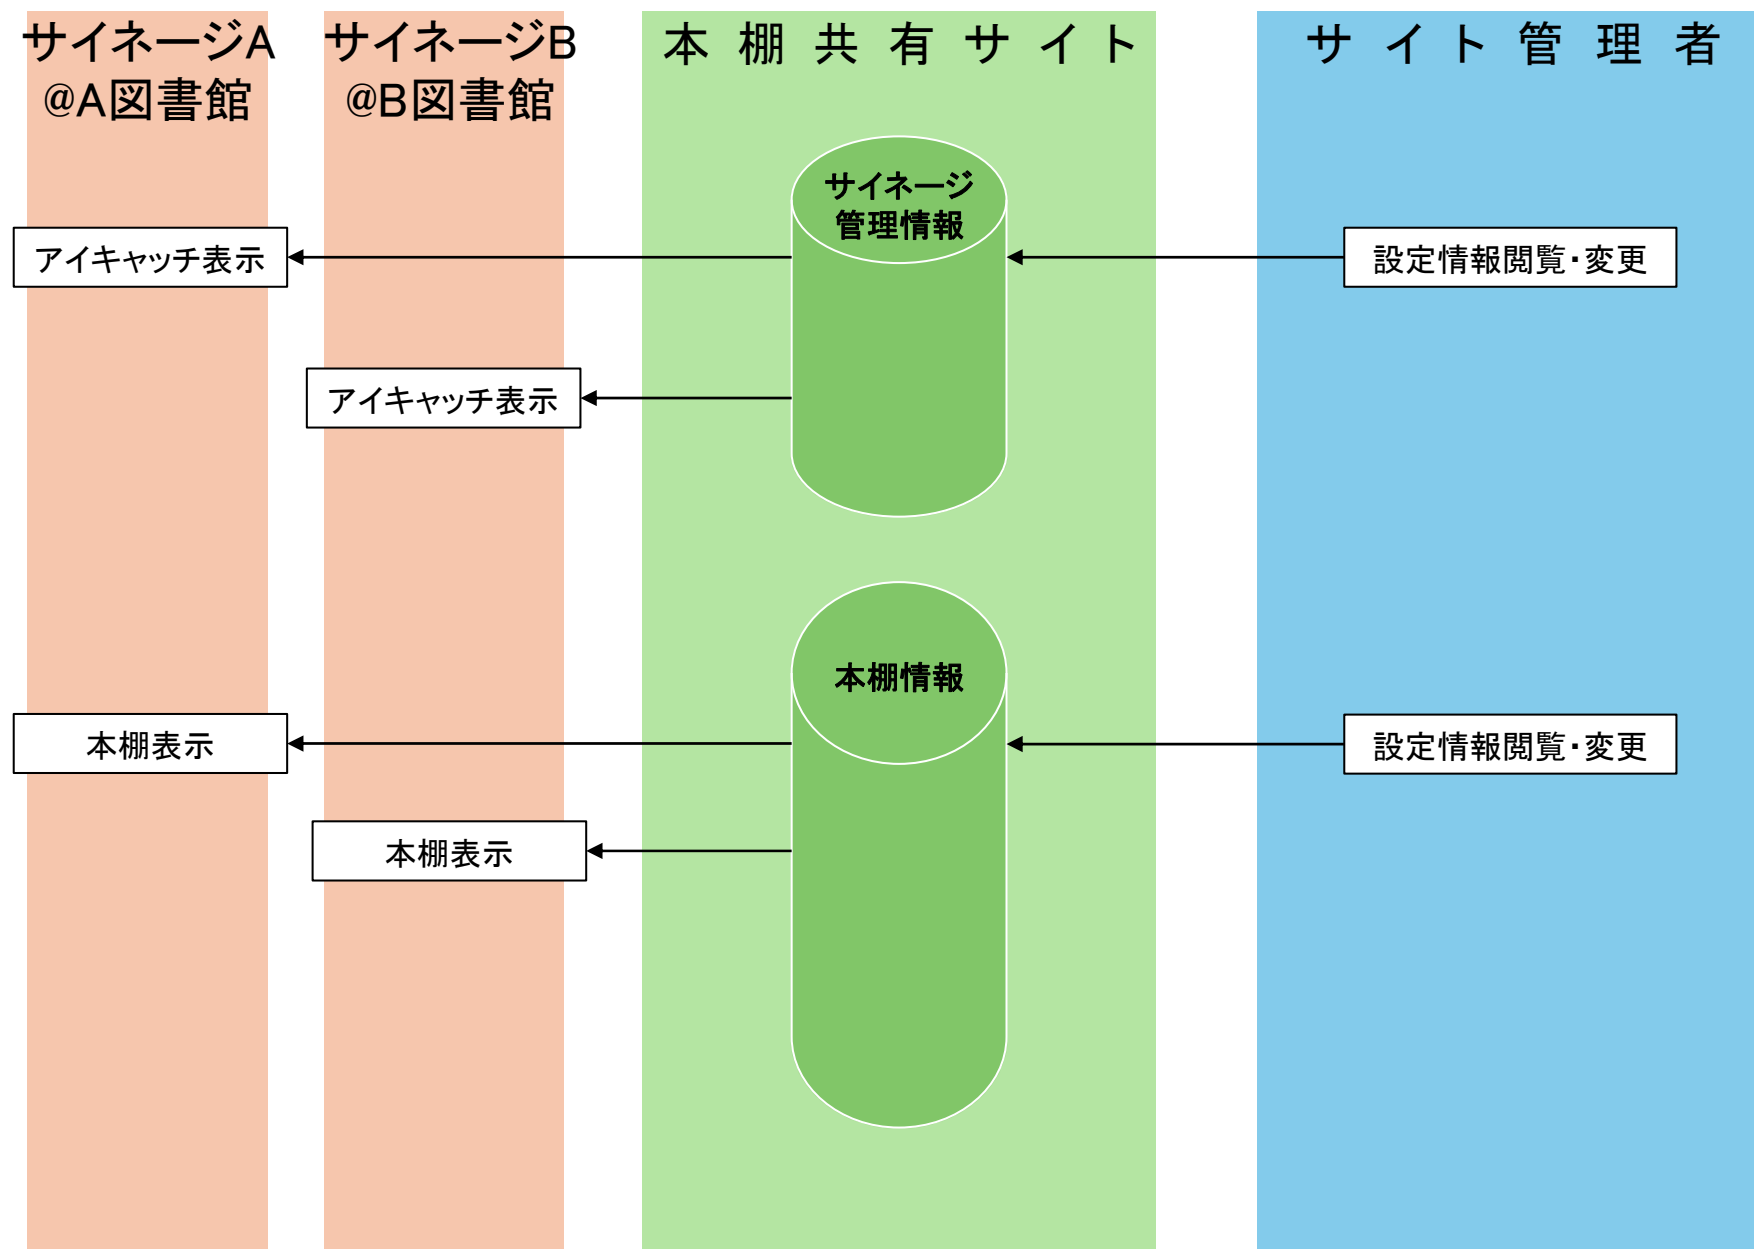 サイネージA
@A図書館
サイネージB
@B図書館
本棚共有サイト
サイト管理者
サイネージ
管理情報
アイキャッチ表示
設定情報閲覧・変更
アイキャッチ表示
本棚情報
本棚表示
設定情報閲覧・変更
本棚表示